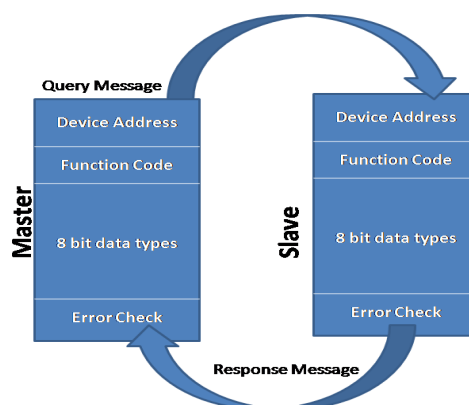 Query Message
Master
Device Address
Function Code
8 bit data types
Error Check
Slave
Device Address
Function Code
8 bit data types
Error Check
Response Message